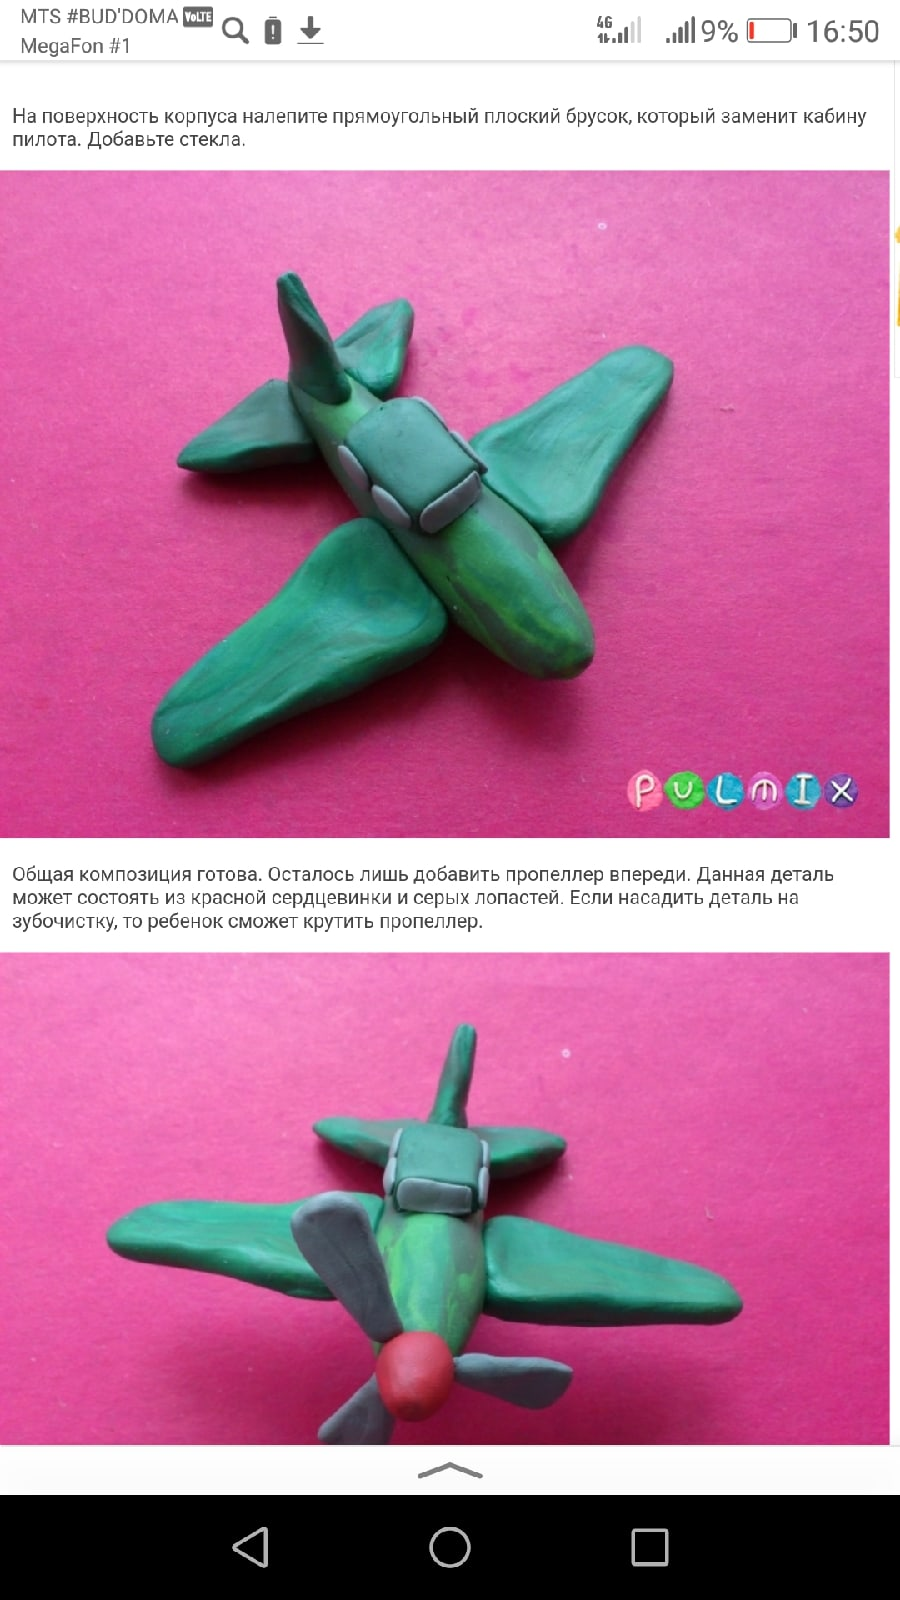 MTS #BUD'DOMA VoLTE
MegaFon #1
4G
9%
16:50
На поверхность корпуса налепите прямоугольный плоский брусок, который заменит кабину
пилота. Добавьте стекла.
PULMIX
Общая композиция готова. Осталось лишь добавить пропеллер впереди. Данная деталь
может состоять из красной сердцевинки и серых лопастей. Если насадить деталь на
зубочистку, то ребенок сможет крутить пропеллер.